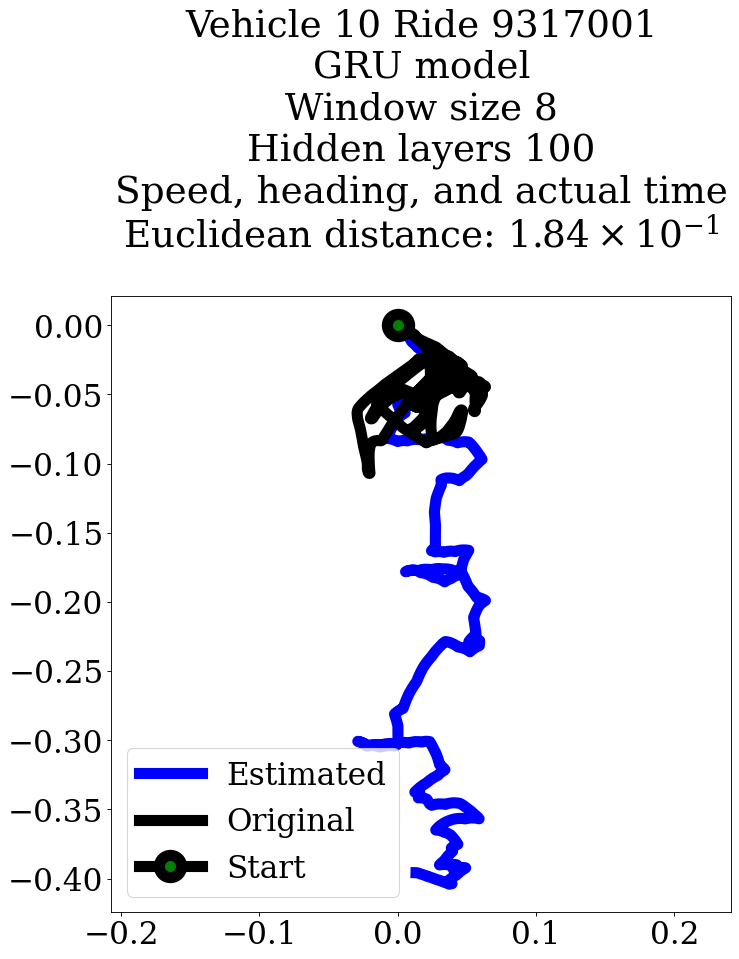 Vehicle 10 Ride 9317001
GRU model
Window size 8
Hidden layers 100
Speed, heading, and actual time
Euclidean distance: 1.84 × 10⁻¹
0.00
−0.05
−0.10
−0.15
−0.20
−0.25
−0.30
−0.35
−0.40
Estimated
Original
Start
−0.2
−0.1
0.0
0.1
0.2